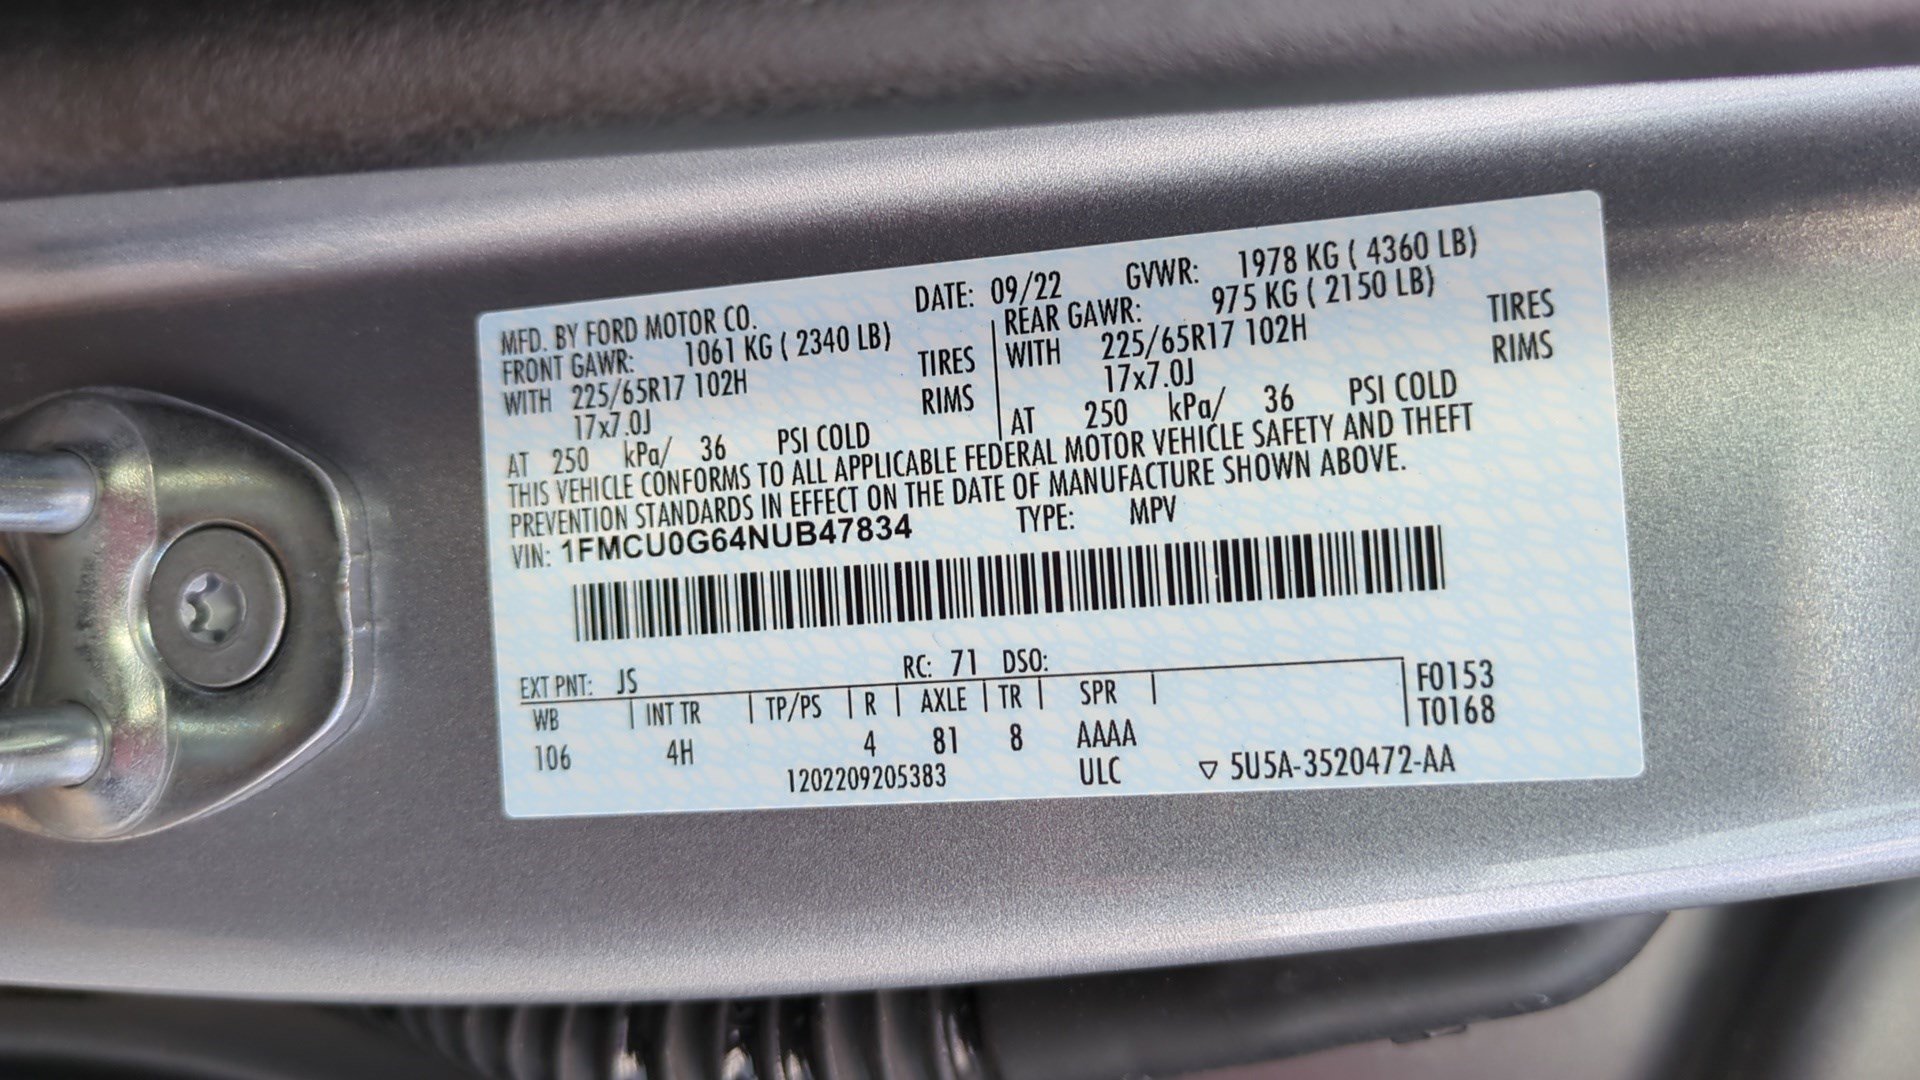 MFD. BY FORD MOTOR CO. DATE: 09/22 GVWR: 1978 KG ( 4360 LB)
FRONT GAWR: 1061 KG ( 2340 LB) REAR GAWR: 975 KG ( 2150 LB)
WITH 225/65R17 102H TIRES WITH 225/65R17 102H TIRES
17x7.0J RIMS 17x7.0J RIMS
AT 250 kPa/ 36 PSI COLD AT 250 kPa/ 36 PSI COLD
THIS VEHICLE CONFORMS TO ALL APPLICABLE FEDERAL MOTOR VEHICLE SAFETY AND THEFT
PREVENTION STANDARDS IN EFFECT ON THE DATE OF MANUFACTURE SHOWN ABOVE.
VIN: 1FMCU0G64NUB47834 TYPE: MPV
EXT PNT: JS RC: 71 DSO:
WB INT TR TP/PS R AXLE TR SPR F0153
106 4H 4 81 8 AAAA T0168
1202209205383 ULC ▽ 5U5A-3520472-AA